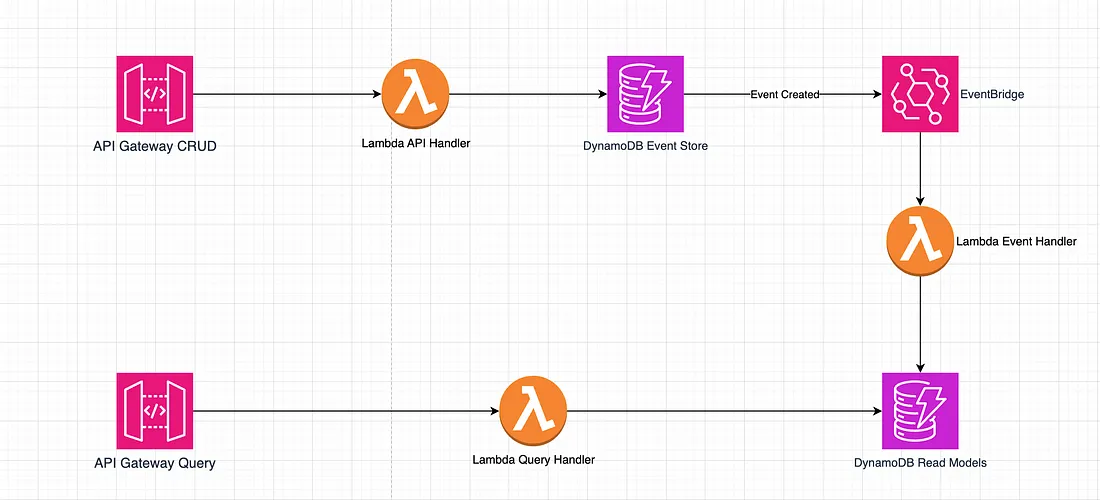 </>
Event Created
EventBridge
API Gateway CRUD
Lambda API Handler
DynamoDB Event Store
Lambda Event Handler
</>
API Gateway Query
Lambda Query Handler
DynamoDB Read Models